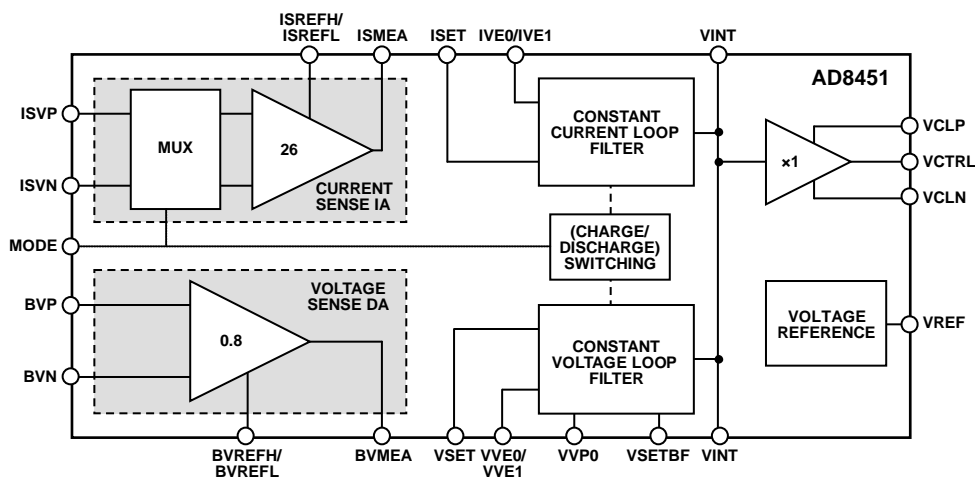 ISREFH/
ISREFL
ISMEA
ISET
IVE0/IVE1
VINT
AD8451
ISVP
ISVN
MUX
26
CURRENT
SENSE IA
CONSTANT
CURRENT LOOP
FILTER
×1
VCLP
VCTRL
VCLN
MODE
(CHARGE/
DISCHARGE)
SWITCHING
BVP
BVN
VOLTAGE
SENSE DA
0.8
CONSTANT
VOLTAGE LOOP
FILTER
VOLTAGE
REFERENCE
VREF
BVREFH/
BVREFL
BVMEA
VSET
VVE0/
VVE1
VVP0
VSETBF
VINT